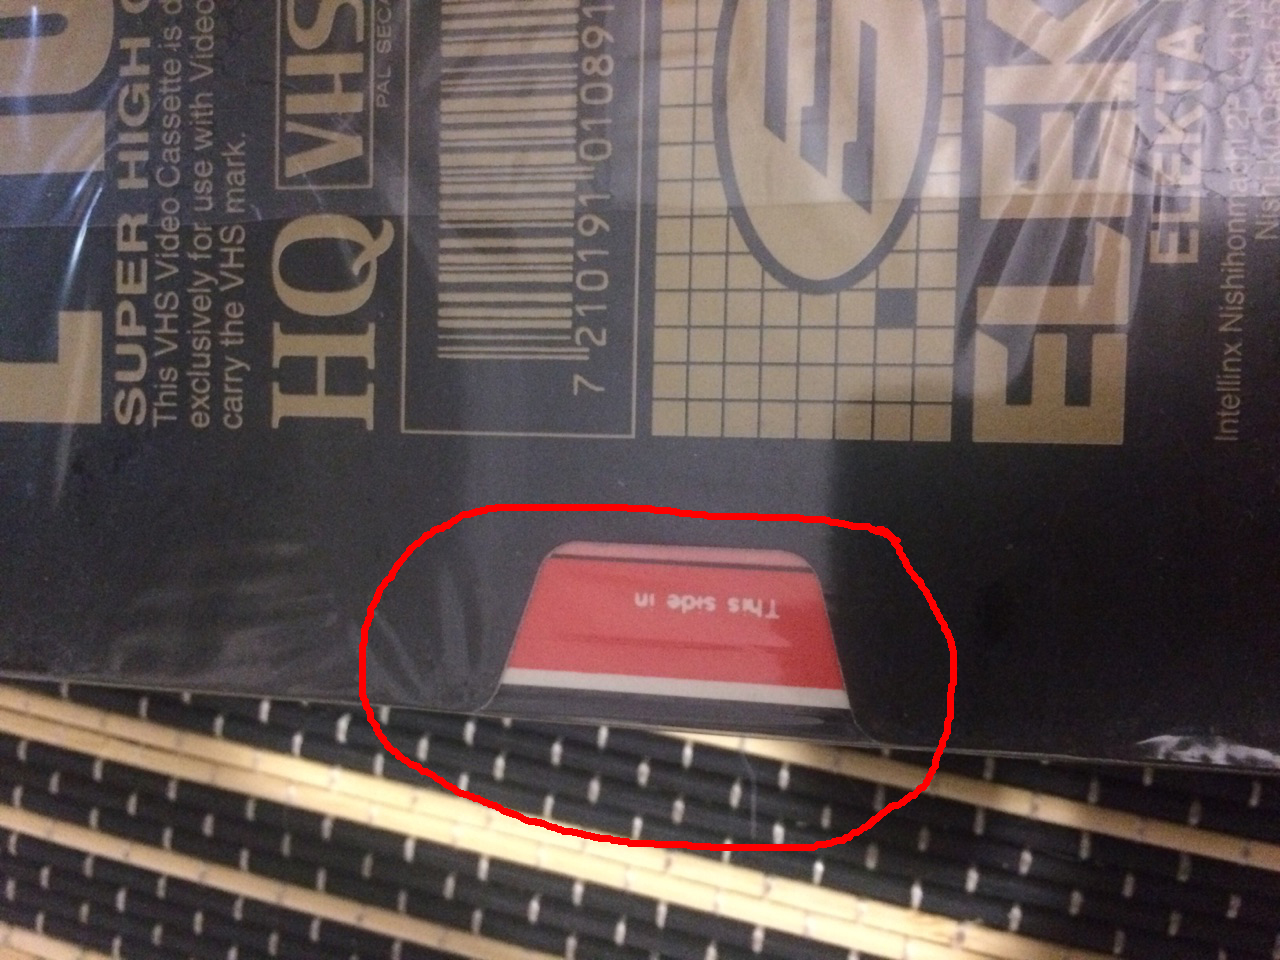 SUPER HIGH
This VHS Video Cassette is
exclusively for use with Video
carry the VHS mark.
HQ VHS
PAL SECA
7 210191 010891
ELEK
ELEKTA
Intellinx Nishihonmachi
This side in